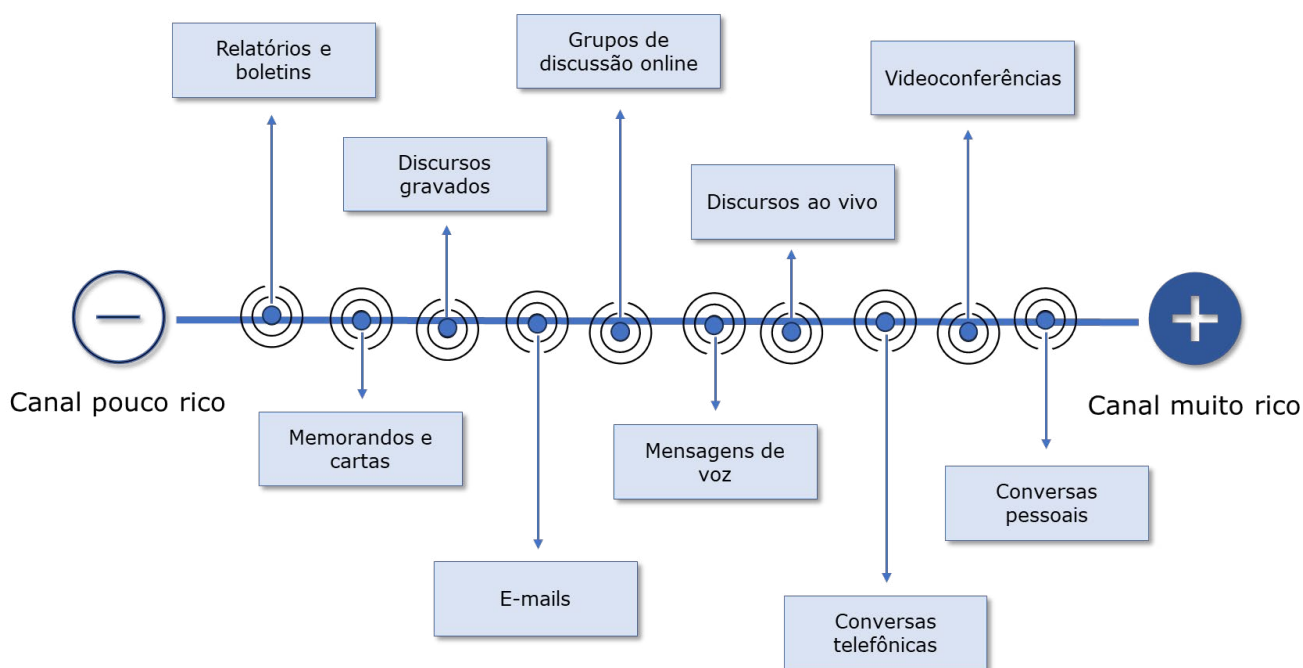 Relatórios e
boletins
Grupos de
discussão online
Videoconferências
Discursos
gravados
Discursos ao vivo
Canal pouco rico
Canal muito rico
Memorandos e
cartas
Mensagens de
voz
Conversas
pessoais
E-mails
Conversas
telefônicas